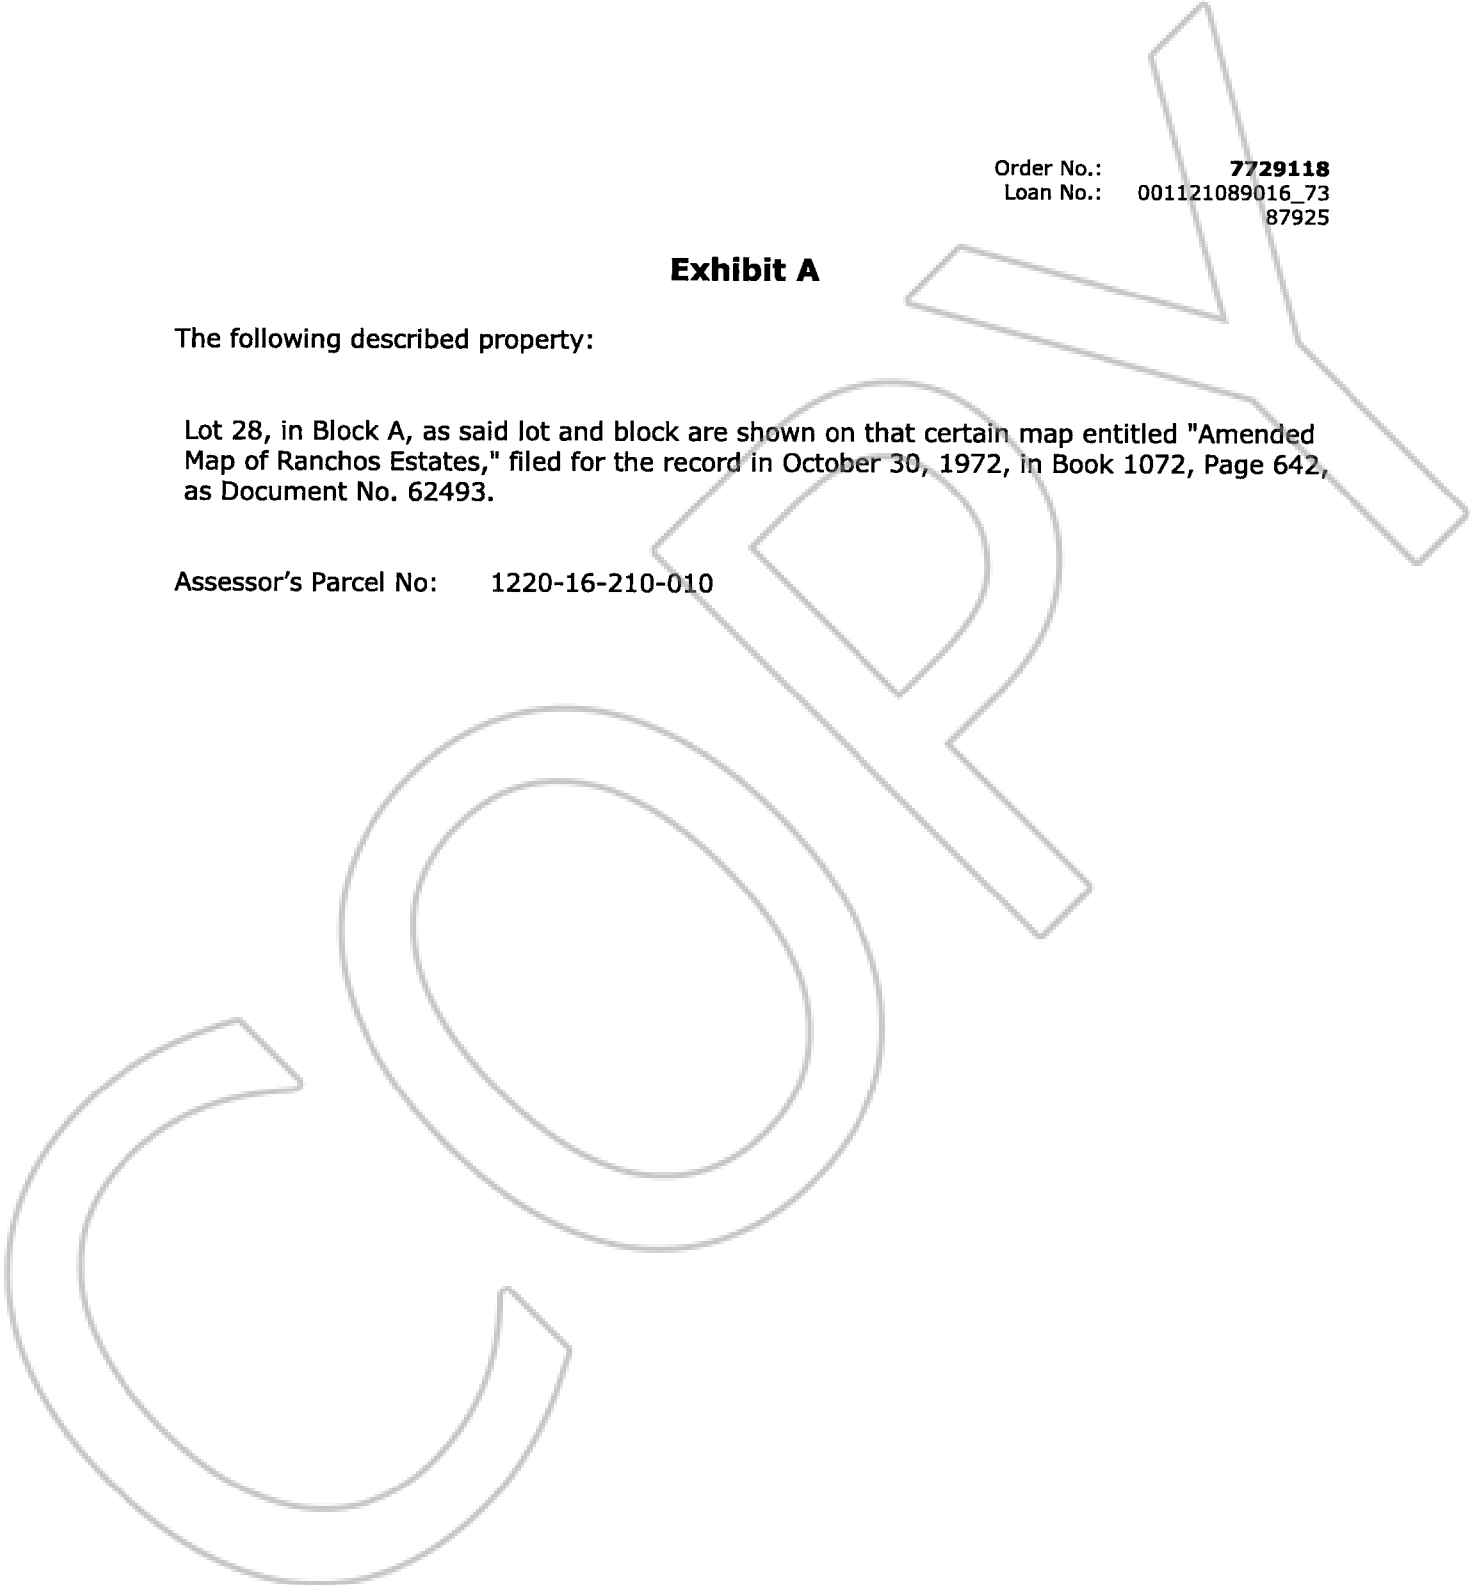 Order No.: 7729118
Loan No.: 001121089016_73
87925
Exhibit A
The following described property:
Lot 28, in Block A, as said lot and block are shown on that certain map entitled "Amended
Map of Ranchos Estates," filed for the record in October 30, 1972, in Book 1072, Page 642,
as Document No. 62493.
Assessor’s Parcel No: 1220-16-210-010
COPY